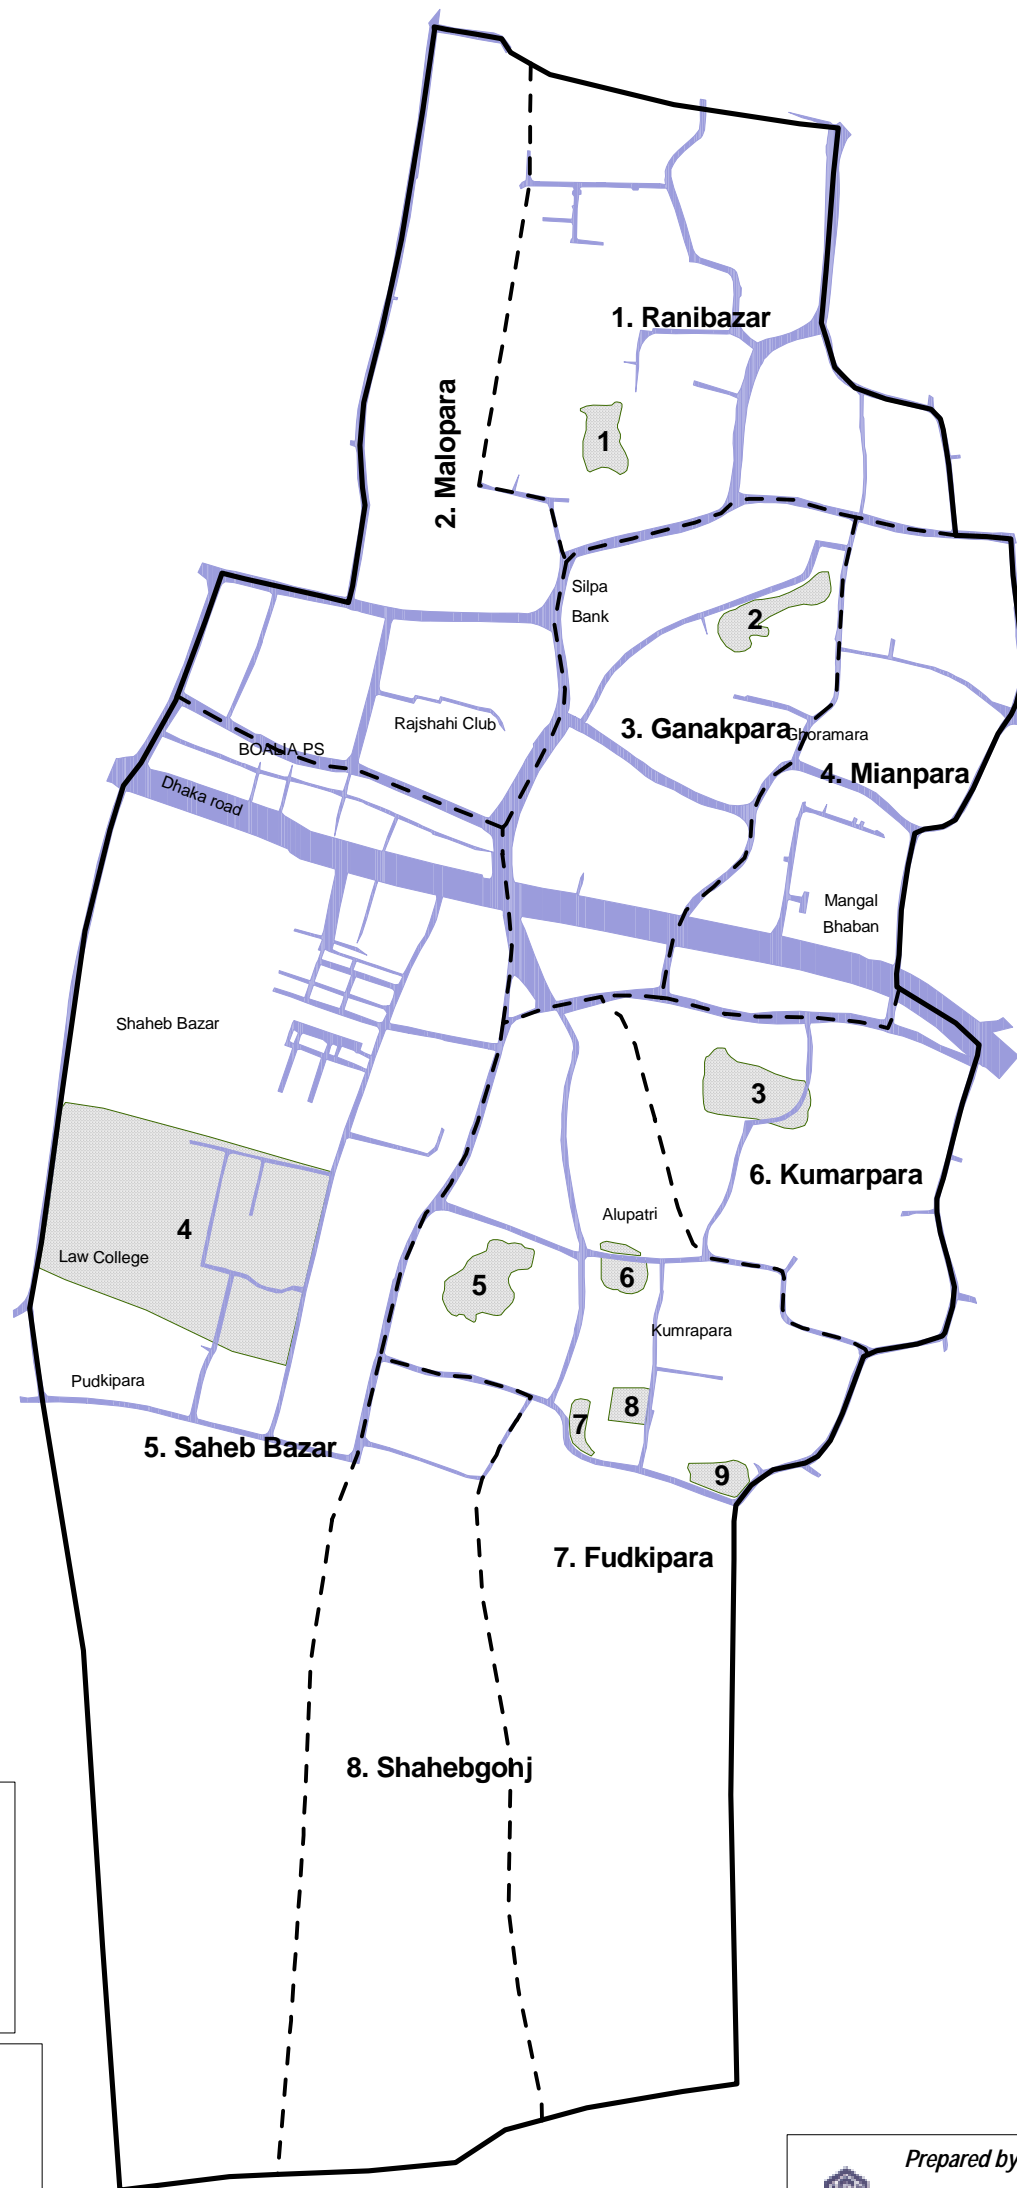 1. Ranibazar
2. Malopara
1
Silpa
Bank
2
Rajshahi Club
3. Ganakpara
Ghoramara
BOALIA PS
4. Mianpara
Dhaka road
Mangal
Bhaban
Shaheb Bazar
3
6. Kumarpara
Alupatri
4
Law College
5
6
Kumrapara
Pudkipara
7
8
5. Saheb Bazar
9
7. Fudkipara
8. Shahebgonj
Prepared by